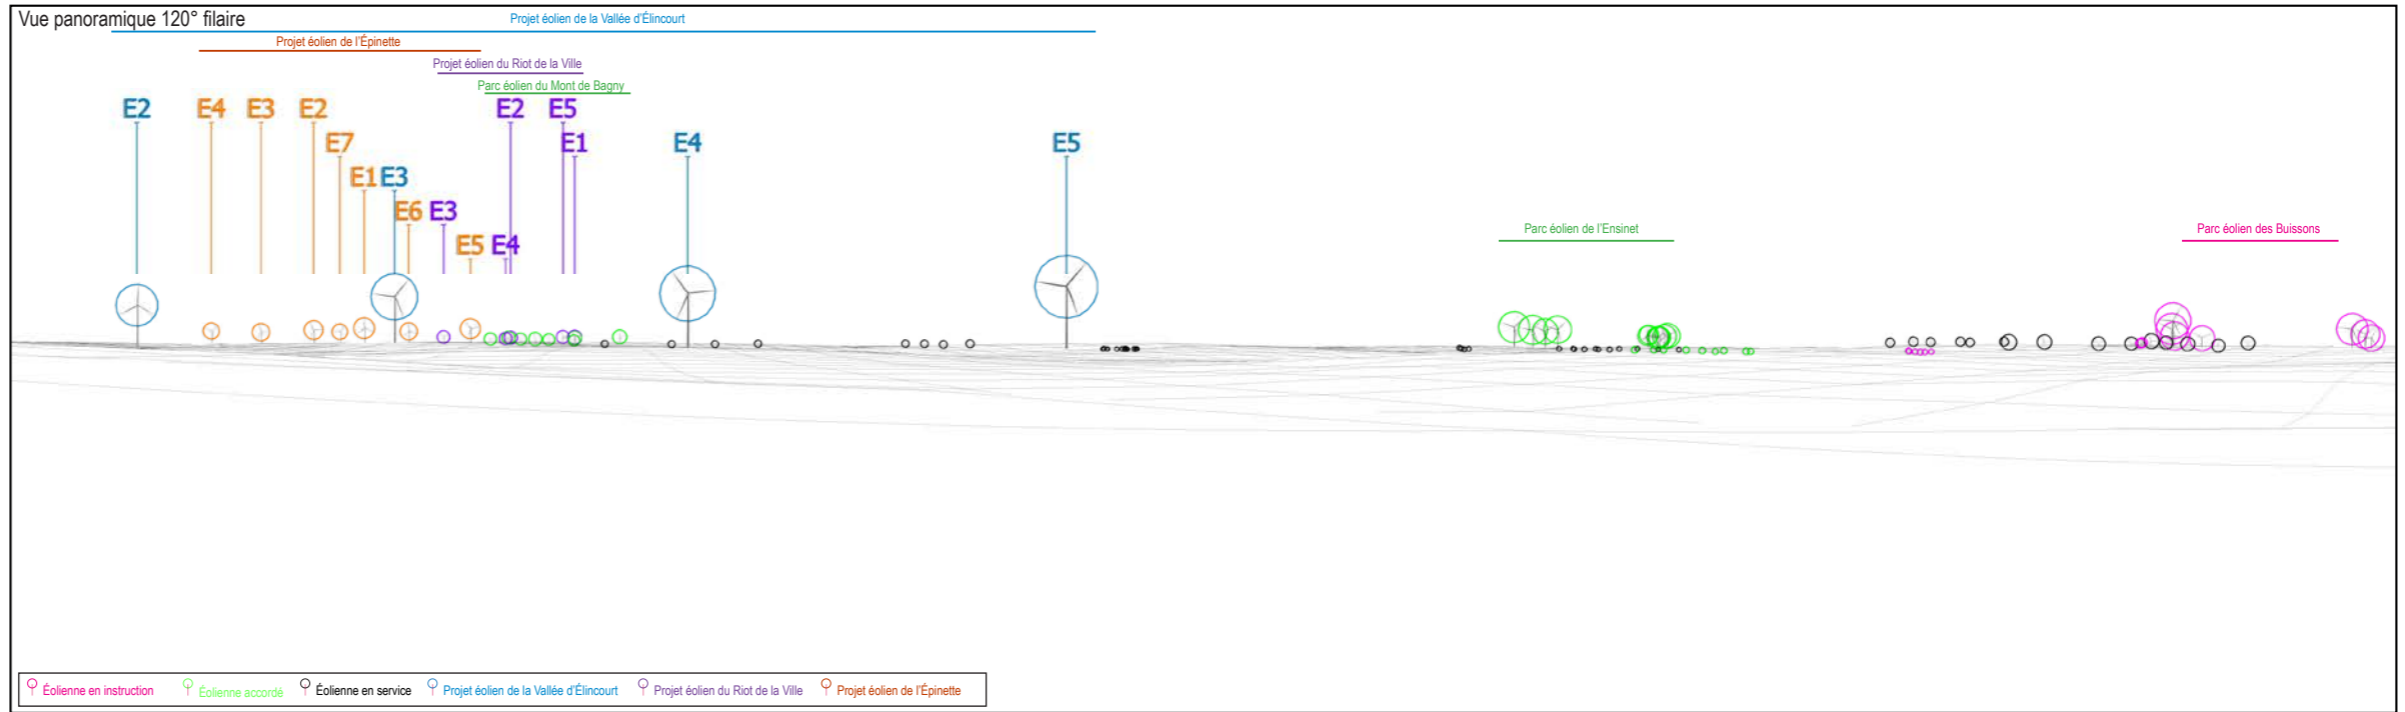 Vue panoramique 120° filaire
Projet éolien de la Vallée d'Élincourt
Projet éolien de l'Épinette
Projet éolien du Riot de la Ville
Parc éolien du Mont de Bagny
E2 E4 E3 E2 E2 E5
E7 E1 E4 E5
E1 E3
E6 E3
E5 E4
Parc éolien de l'Ensinet
Parc éolien des Buissons
Éolienne en instruction
Éolienne accordé
Éolienne en service
Projet éolien de la Vallée d'Élincourt
Projet éolien du Riot de la Ville
Projet éolien de l'Épinette